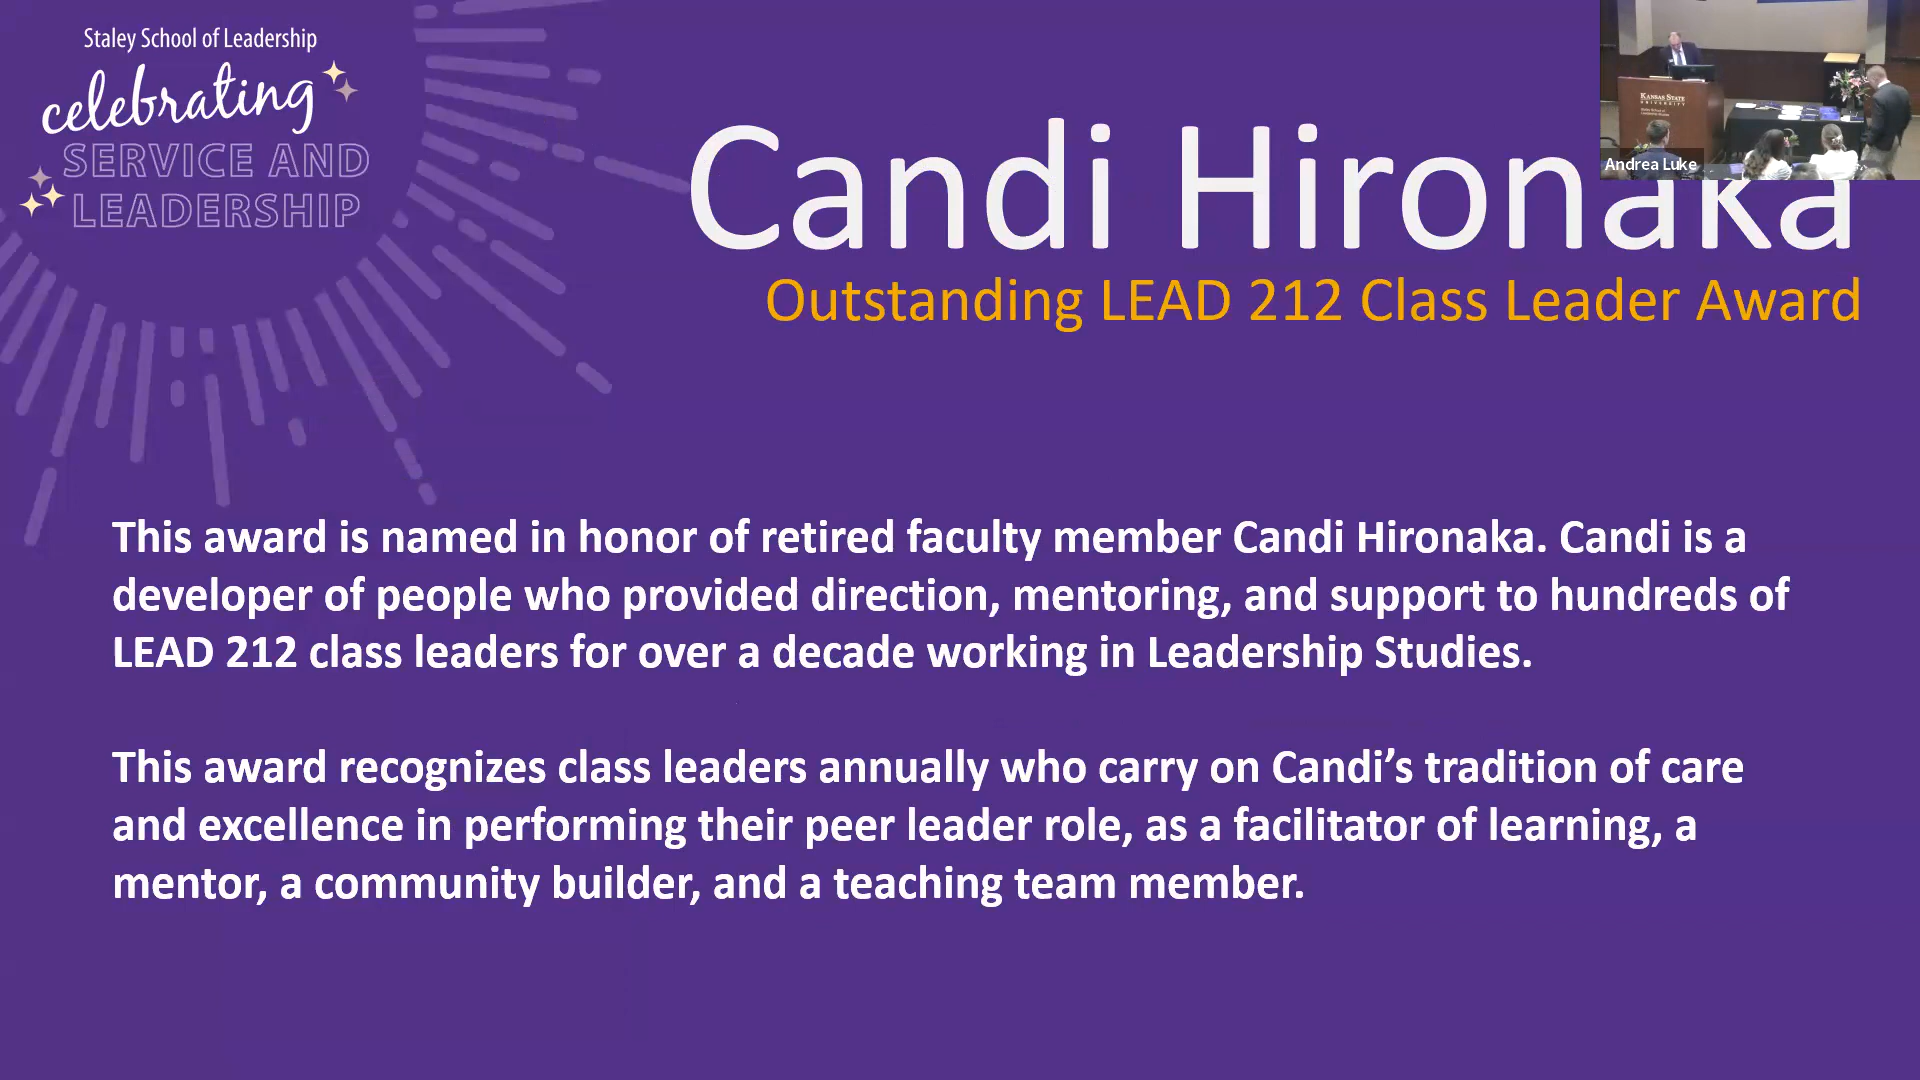 Staley School of Leadership
celebrating
SERVICE AND
LEADERSHIP
Candi Hironaka
Outstanding LEAD 212 Class Leader Award
KANSAS STATE
UNIVERSITY
Andrea Luke
This award is named in honor of retired faculty member Candi Hironaka. Candi is a
developer of people who provided direction, mentoring, and support to hundreds of
LEAD 212 class leaders for over a decade working in Leadership Studies.
This award recognizes class leaders annually who carry on Candi’s tradition of care
and excellence in performing their peer leader role, as a facilitator of learning, a
mentor, a community builder, and a teaching team member.